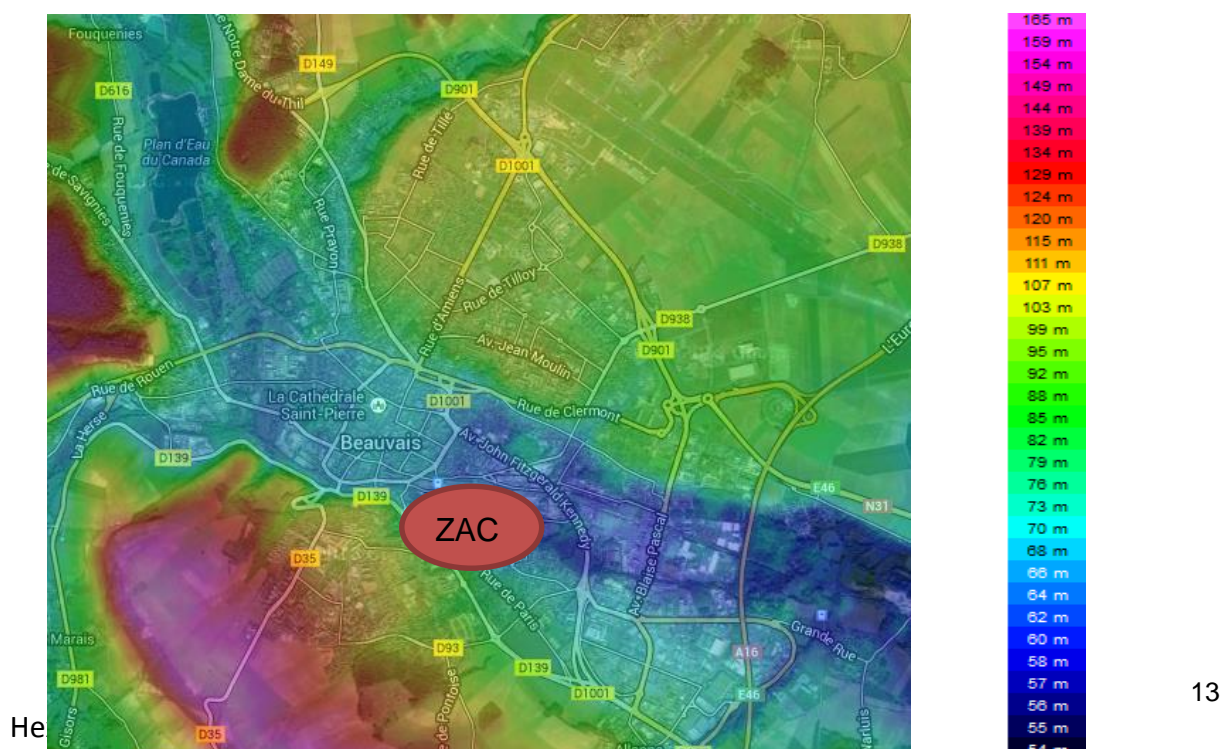 Fouquenies
Rue Notre Dame du Thil
D149
D616
D901
Rue de Fouquenies
Plan d'Eau
du Canada
Rue de Tille
D1001
de Savignies
Rue Prayon
D938
Rue d'Amiens
Rue de Tilloy
D938
D901
Av. Jean Moulin
L'Eur
Rue de Rouen
La Cathédrale
Saint-Pierre
D1001
Rue de Clermont
La Herse
Beauvais
Av. John Fitzgerald Kennedy
D139
D139
E46
N31
ZAC
Av. Blaise Pascal
D35
Rue de Paris
Marais
D93
Grande Rue
A16
D139
D981
D1001
E46
Gisors
e de Pontoise
D35
He
165 m
159 m
154 m
149 m
144 m
139 m
134 m
129 m
124 m
120 m
115 m
111 m
107 m
103 m
99 m
95 m
92 m
88 m
85 m
82 m
79 m
76 m
73 m
70 m
68 m
66 m
64 m
62 m
60 m
58 m
57 m
56 m
55 m
54 m
13